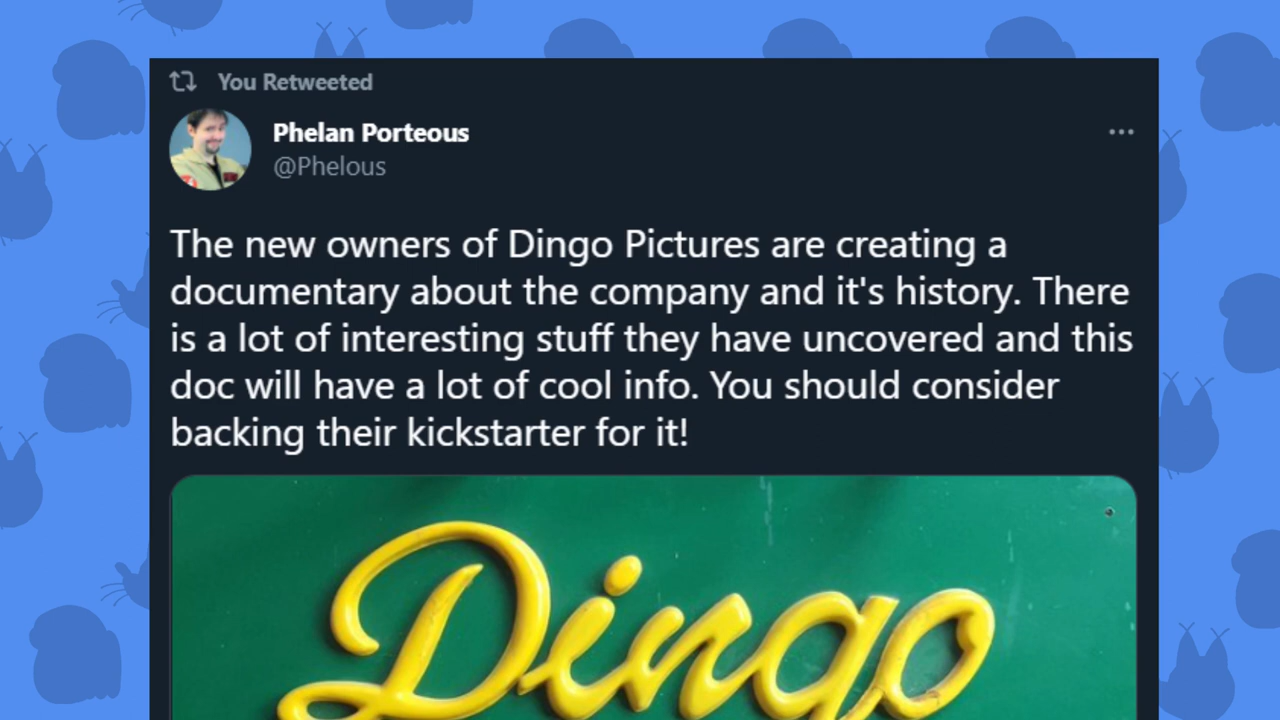 You Retweeted
Phelan Porteous
@Phelous
The new owners of Dingo Pictures are creating a
documentary about the company and it's history. There
is a lot of interesting stuff they have uncovered and this
doc will have a lot of cool info. You should consider
backing their kickstarter for it!
Dingo